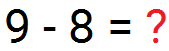 9 - 8 = ?